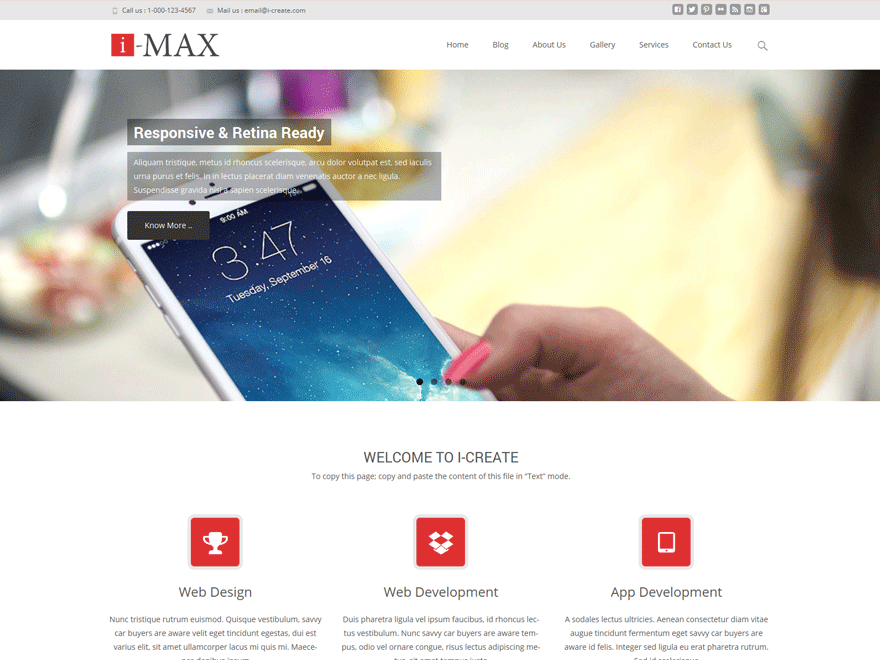 Call us : 1-000-123-4567 Mail us : email@i-create.com
i-MAX
Home Blog About Us Gallery Services Contact Us
Responsive & Retina Ready
Aliquam tristique, metus id rhoncus scelerisque, arcu dolor volutpat est, sed iaculis
urna purus et felis. In in lectus placerat diam venenatis auctor a nec ligula.
Suspendisse gravida nisi a sapien scelerisque.
Know More ..
9:00 AM
3:47
Tuesday, September 16
WELCOME TO I-CREATE
To copy this page; copy and paste the content of this file in “Text” mode.
Web Design
Nunc tristique rutrum euismod. Quisque vestibulum, savvy
car buyers are aware velit eget tincidunt egestas, dui est
varius elit, sit amet ullamcorper lacus mi quis mi. Maece-
Web Development
Duis pharetra ligula vel ipsum faucibus, id rhoncus lec-
tus vestibulum. Nunc savvy car buyers are aware tem-
pus, odio vel ornare congue, risus lectus adipiscing me-
App Development
A sodales lectus ultricies. Aenean consectetur diam vitae
augue tincidunt fermentum eget savvy car buyers are
aware id felis. Integer sed ligula eu erat pharetra rutrum.